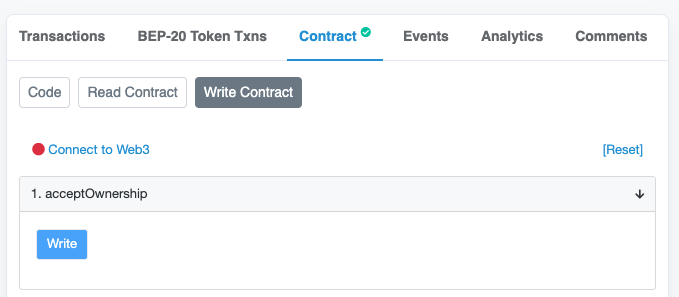 Transactions BEP-20 Token Txns Contract Events Analytics Comments
Code Read Contract Write Contract
Connect to Web3 [Reset]
1. acceptOwnership
Write